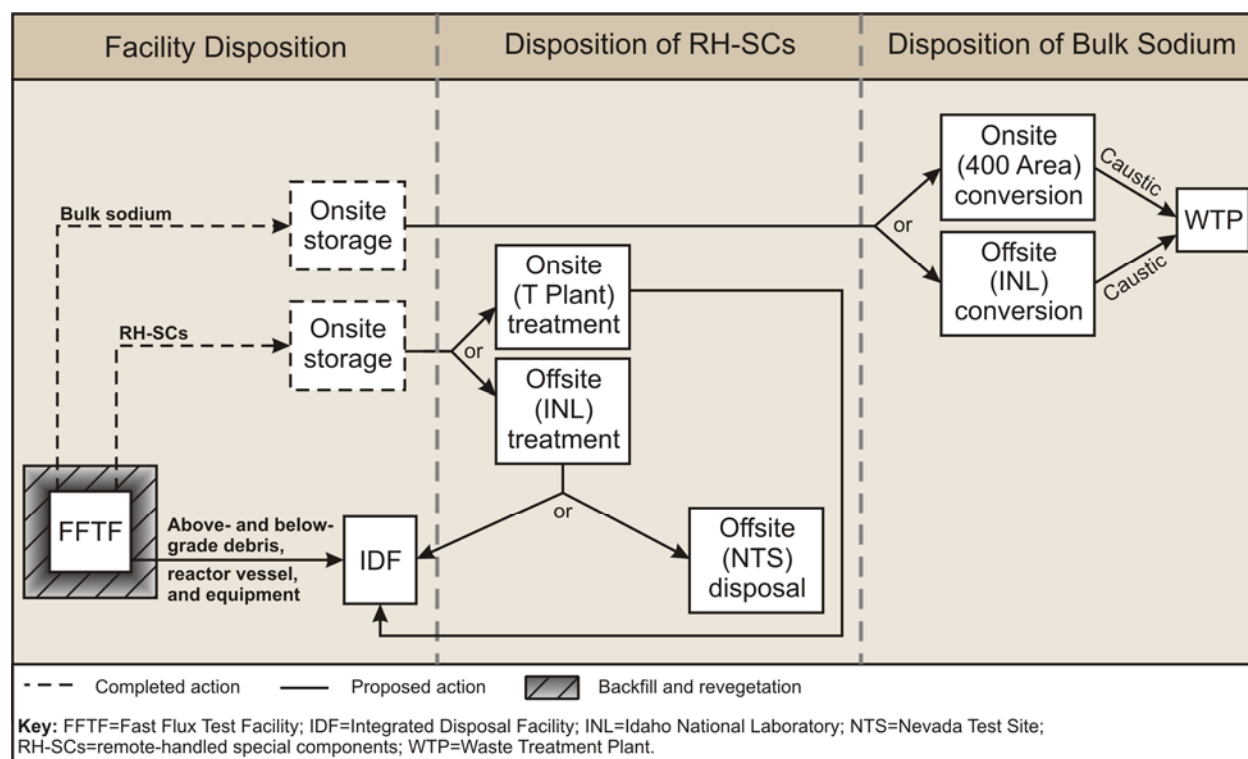 Facility Disposition
Disposition of RH-SCs
Disposition of Bulk Sodium
Bulk sodium
Onsite
storage
RH-SCs
Onsite
storage
FFTF
Above- and below-
grade debris,
reactor vessel,
and equipment
IDF
or
Onsite
(T Plant)
treatment
Offsite
(INL)
treatment
or
Offsite
(NTS)
disposal
or
Onsite
(400 Area)
conversion
Offsite
(INL)
conversion
Caustic
Caustic
WTP
Completed action
Proposed action
Backfill and revegetation
Key: FFTF=Fast Flux Test Facility; IDF=Integrated Disposal Facility; INL=Idaho National Laboratory; NTS=Nevada Test Site;
RH-SCs=remote-handled special components; WTP=Waste Treatment Plant.